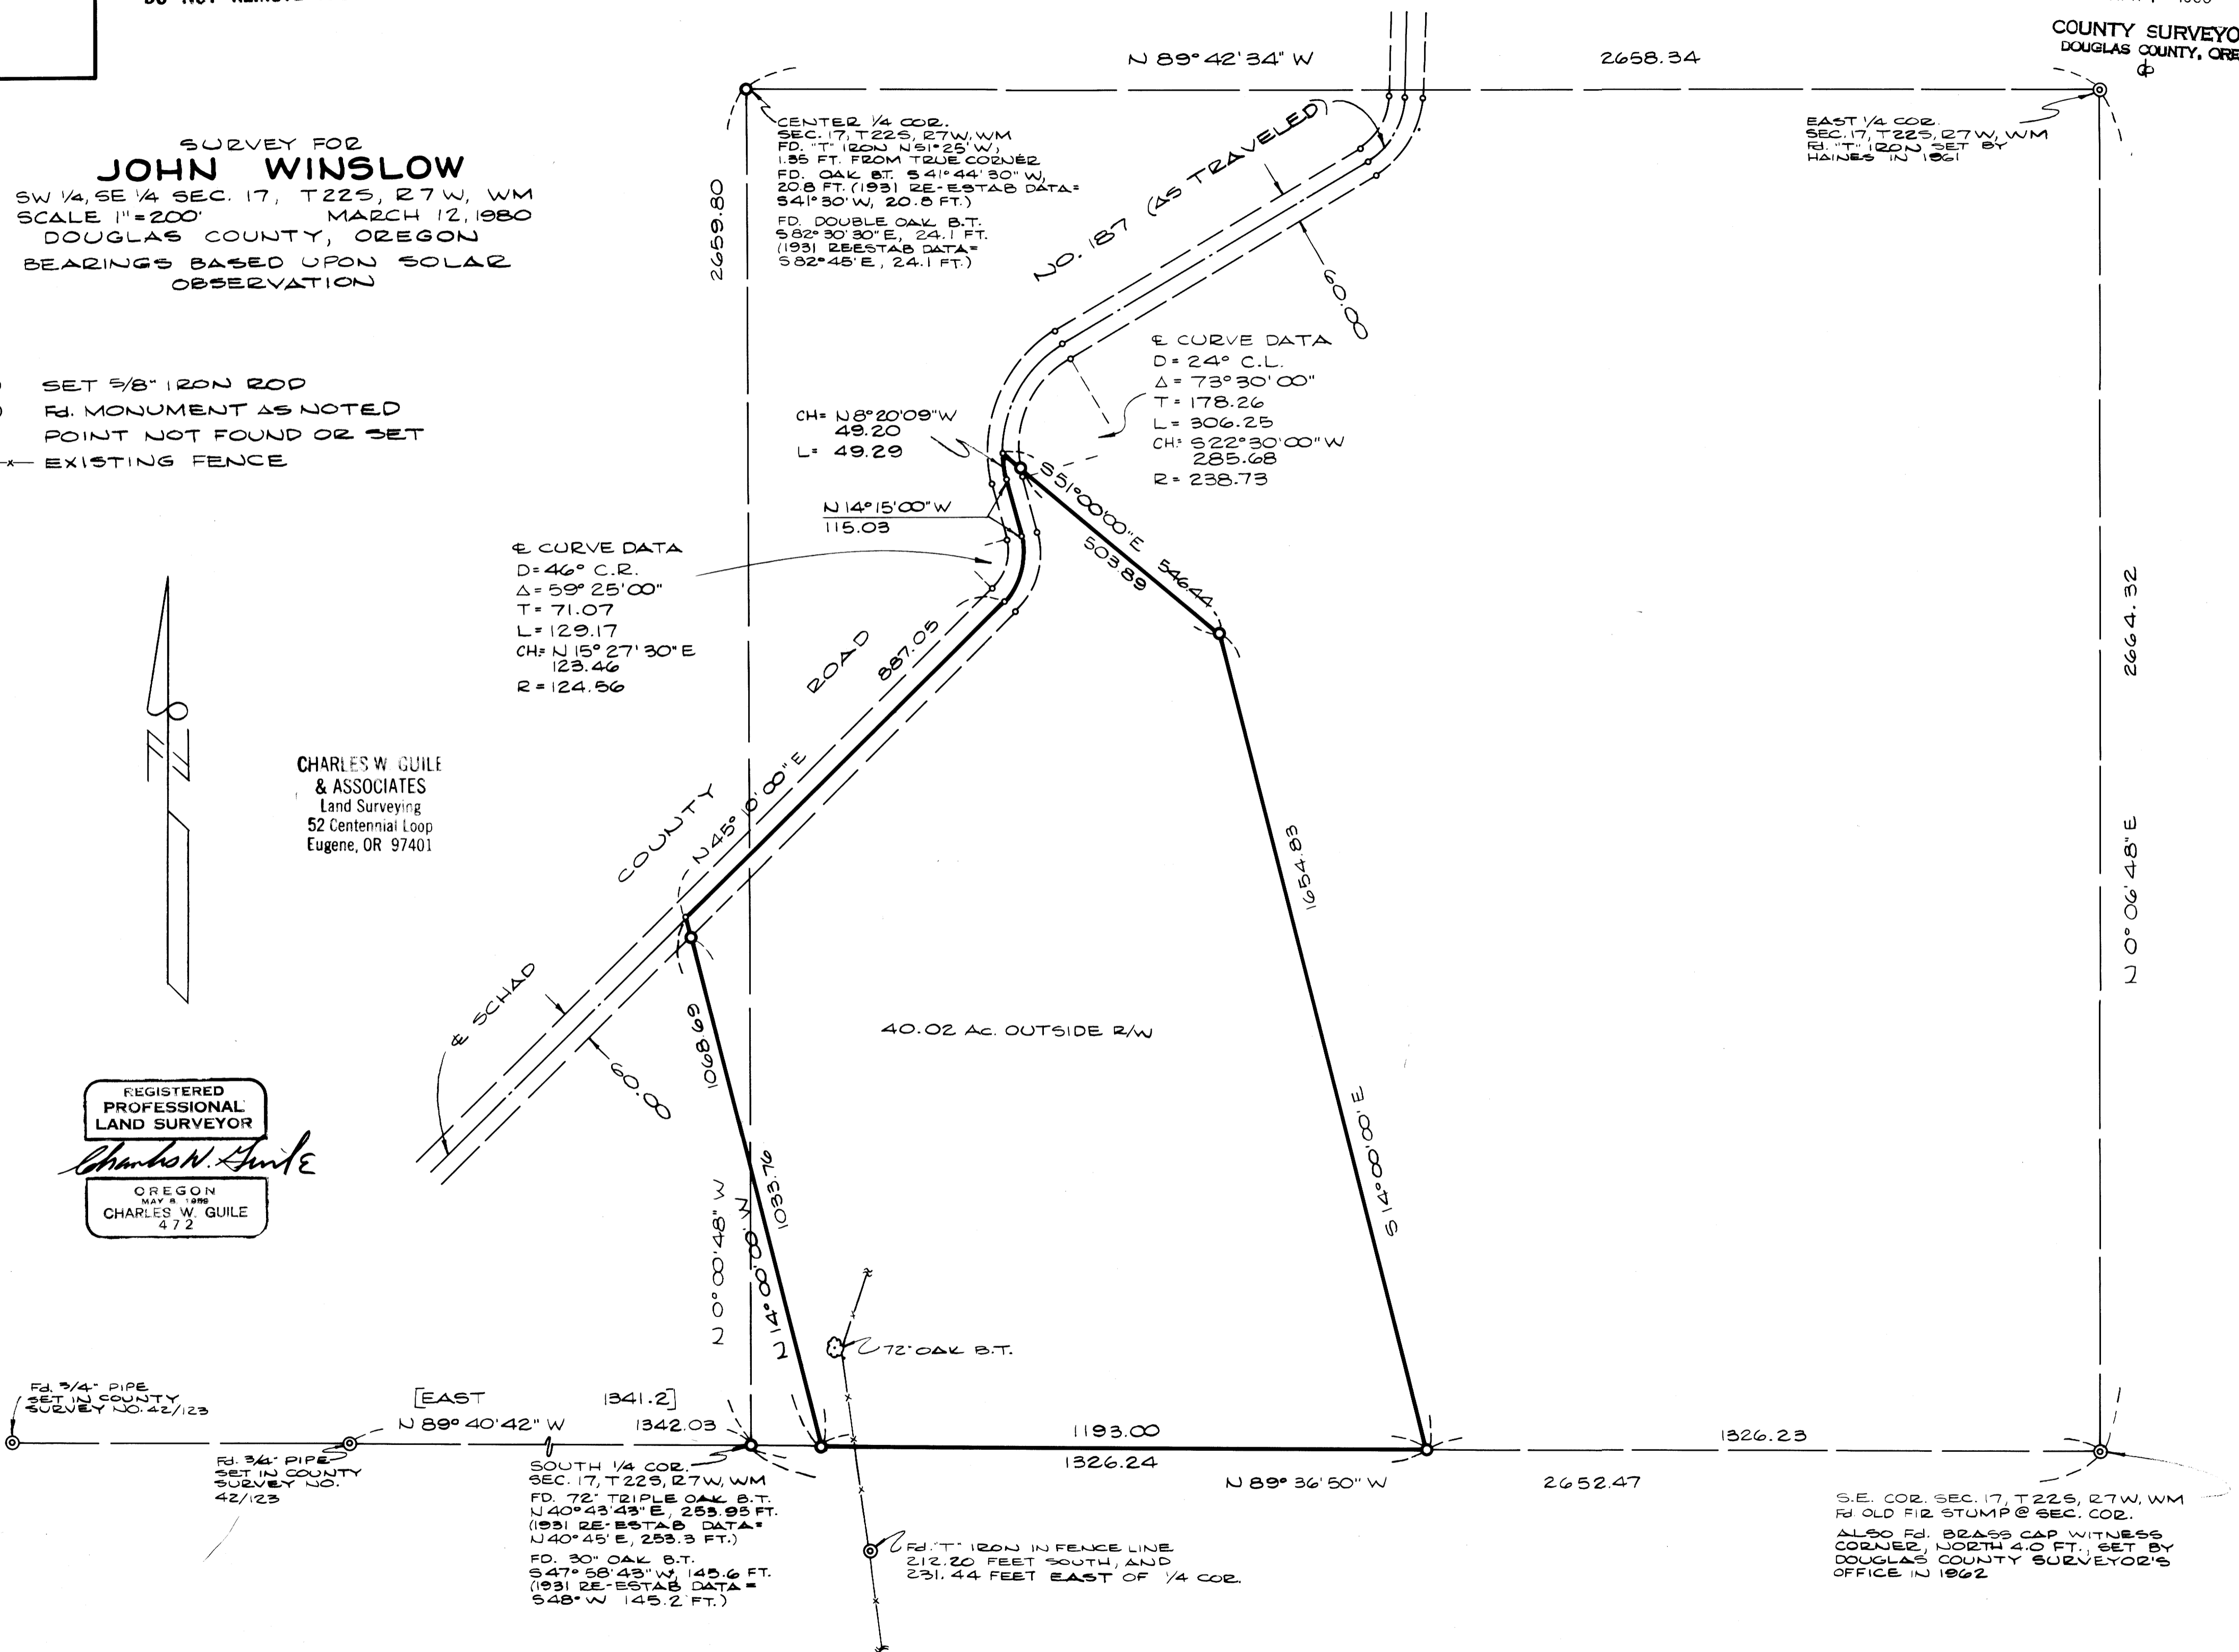 COUNTY SURVEYO
DOUGLAS COUNTY, ORE
SURVEY FOR
JOHN WINSLOW
SW 1/4, SE 1/4 SEC. 17, T22S, R7W, WM
SCALE 1"=200' MARCH 12, 1980
DOUGLAS COUNTY, OREGON
BEARINGS BASED UPON SOLAR
OBSERVATION
SET 5/8" IRON ROD
Fd. MONUMENT AS NOTED
POINT NOT FOUND OR SET
EXISTING FENCE
N 89° 42' 34" W 2658.34
CENTER 1/4 COR.
SEC. 17, T22S, R7W, WM
FD. "T" IRON N51°25'W,
1.35 FT. FROM TRUE CORNER
FD. OAK BT. S41°44'30"W,
20.8 FT. (1931 RE-ESTAB DATA=
S41°30'W, 20.8 FT.)
FD. DOUBLE OAK B.T.
S82°30'30"E, 24.1 FT.
(1931 REESTAB DATA=
S82°45'E, 24.1 FT.)
EAST 1/4 COR.
SEC. 17, T22S, R7W, WM
Fd. "T" IRON SET BY
HAINES IN 1961
2659.80
NO. 187 (AS TRAVELED)
60.00
℄ CURVE DATA
D= 24° C.L.
Δ= 73°30'00"
T= 178.26
L= 306.25
CH= S22°30'00"W
285.68
R= 238.73
CH= N8°20'09"W
49.20
L= 49.29
N14°15'00"W
115.03
℄ CURVE DATA
D=46° C.R.
Δ=59°25'00"
T=71.07
L=129.17
CH= N15°27'30"E
123.46
R=124.56
S51°00'00"E
503.89
546.44
2664.32
N 0° 06' 48" E
ROAD
887.05
N45°10'00"E
COUNTY
CHARLES W. GUILE
& ASSOCIATES
Land Surveying
52 Centennial Loop
Eugene, OR 97401
1654.83
S14°00'00"E
℄ SCHAD
60.00
1068.69
40.02 Ac. OUTSIDE R/W
REGISTERED
PROFESSIONAL
LAND SURVEYOR
Charles W. Guile
OREGON
MAY 8, 1959
CHARLES W. GUILE
472
1033.76
N 0° 00' 48" W
N14°00'00"W
72" OAK B.T.
Fd. 3/4" PIPE
SET IN COUNTY
SURVEY NO. 42/123
[EAST 1341.2]
N 89° 40' 42" W 1342.03
1193.00
1326.24
1326.23
N 89° 36' 50" W 2652.47
Fd. 3/4" PIPE
SET IN COUNTY
SURVEY NO.
42/123
SOUTH 1/4 COR.
SEC. 17, T22S, R7W, WM
FD. 72" TRIPLE OAK B.T.
N40°43'43"E, 253.95 FT.
(1931 RE-ESTAB DATA=
N40°45'E, 253.3 FT.)
FD. 30" OAK B.T.
S47°58'43"W, 145.6 FT.
(1931 RE-ESTAB DATA=
S48°W 145.2 FT.)
Fd. "T" IRON IN FENCE LINE
212.20 FEET SOUTH, AND
231.44 FEET EAST OF 1/4 COR.
S.E. COR. SEC. 17, T22S, R7W, WM
Fd. OLD FIR STUMP @ SEC. COR.
ALSO Fd. BRASS CAP WITNESS
CORNER, NORTH 4.0 FT., SET BY
DOUGLAS COUNTY SURVEYOR'S
OFFICE IN 1962